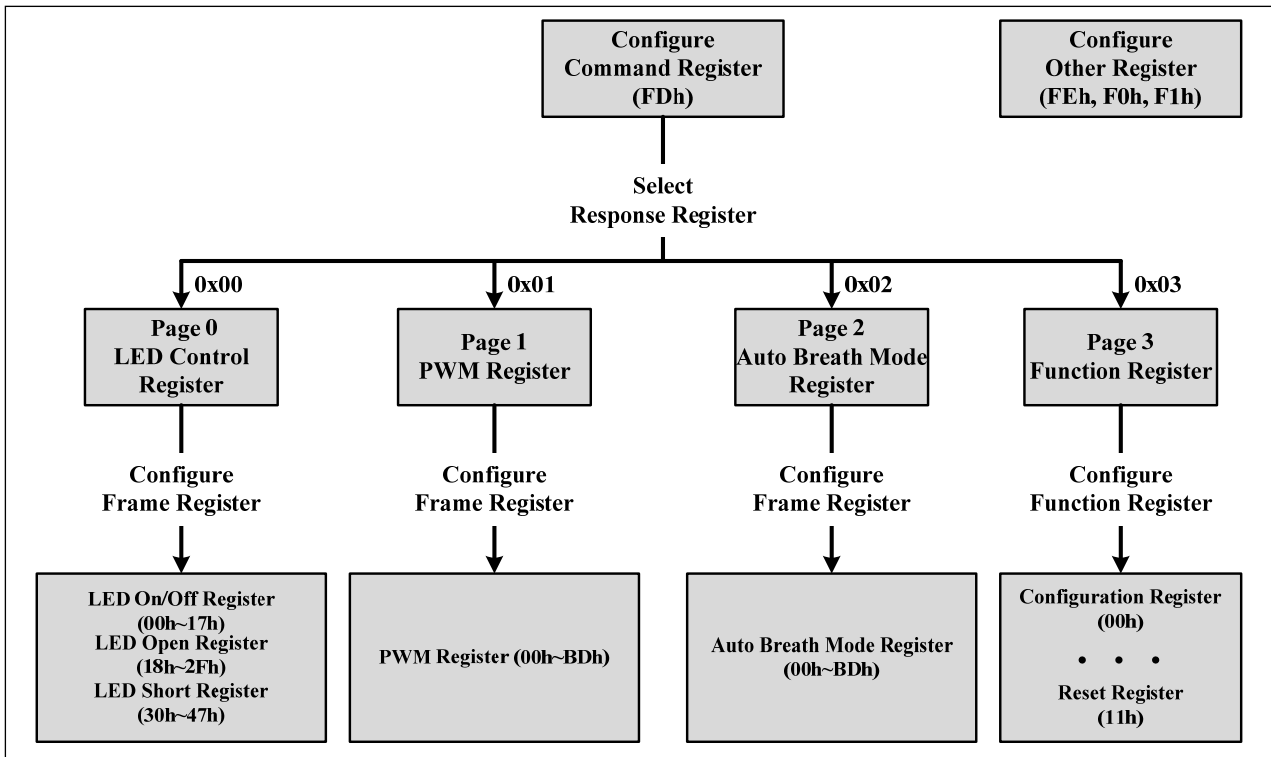 Configure
Command Register
(FDh)
Configure
Other Register
(FEh, F0h, F1h)
Select
Response Register
0x00
0x01
0x02
0x03
Page 0
LED Control
Register
Page 1
PWM Register
Page 2
Auto Breath Mode
Register
Page 3
Function Register
Configure
Frame Register
Configure
Frame Register
Configure
Frame Register
Configure
Function Register
LED On/Off Register
(00h~17h)
LED Open Register
(18h~2Fh)
LED Short Register
(30h~47h)
PWM Register (00h~BDh)
Auto Breath Mode Register
(00h~BDh)
Configuration Register
(00h)
• • •
Reset Register
(11h)